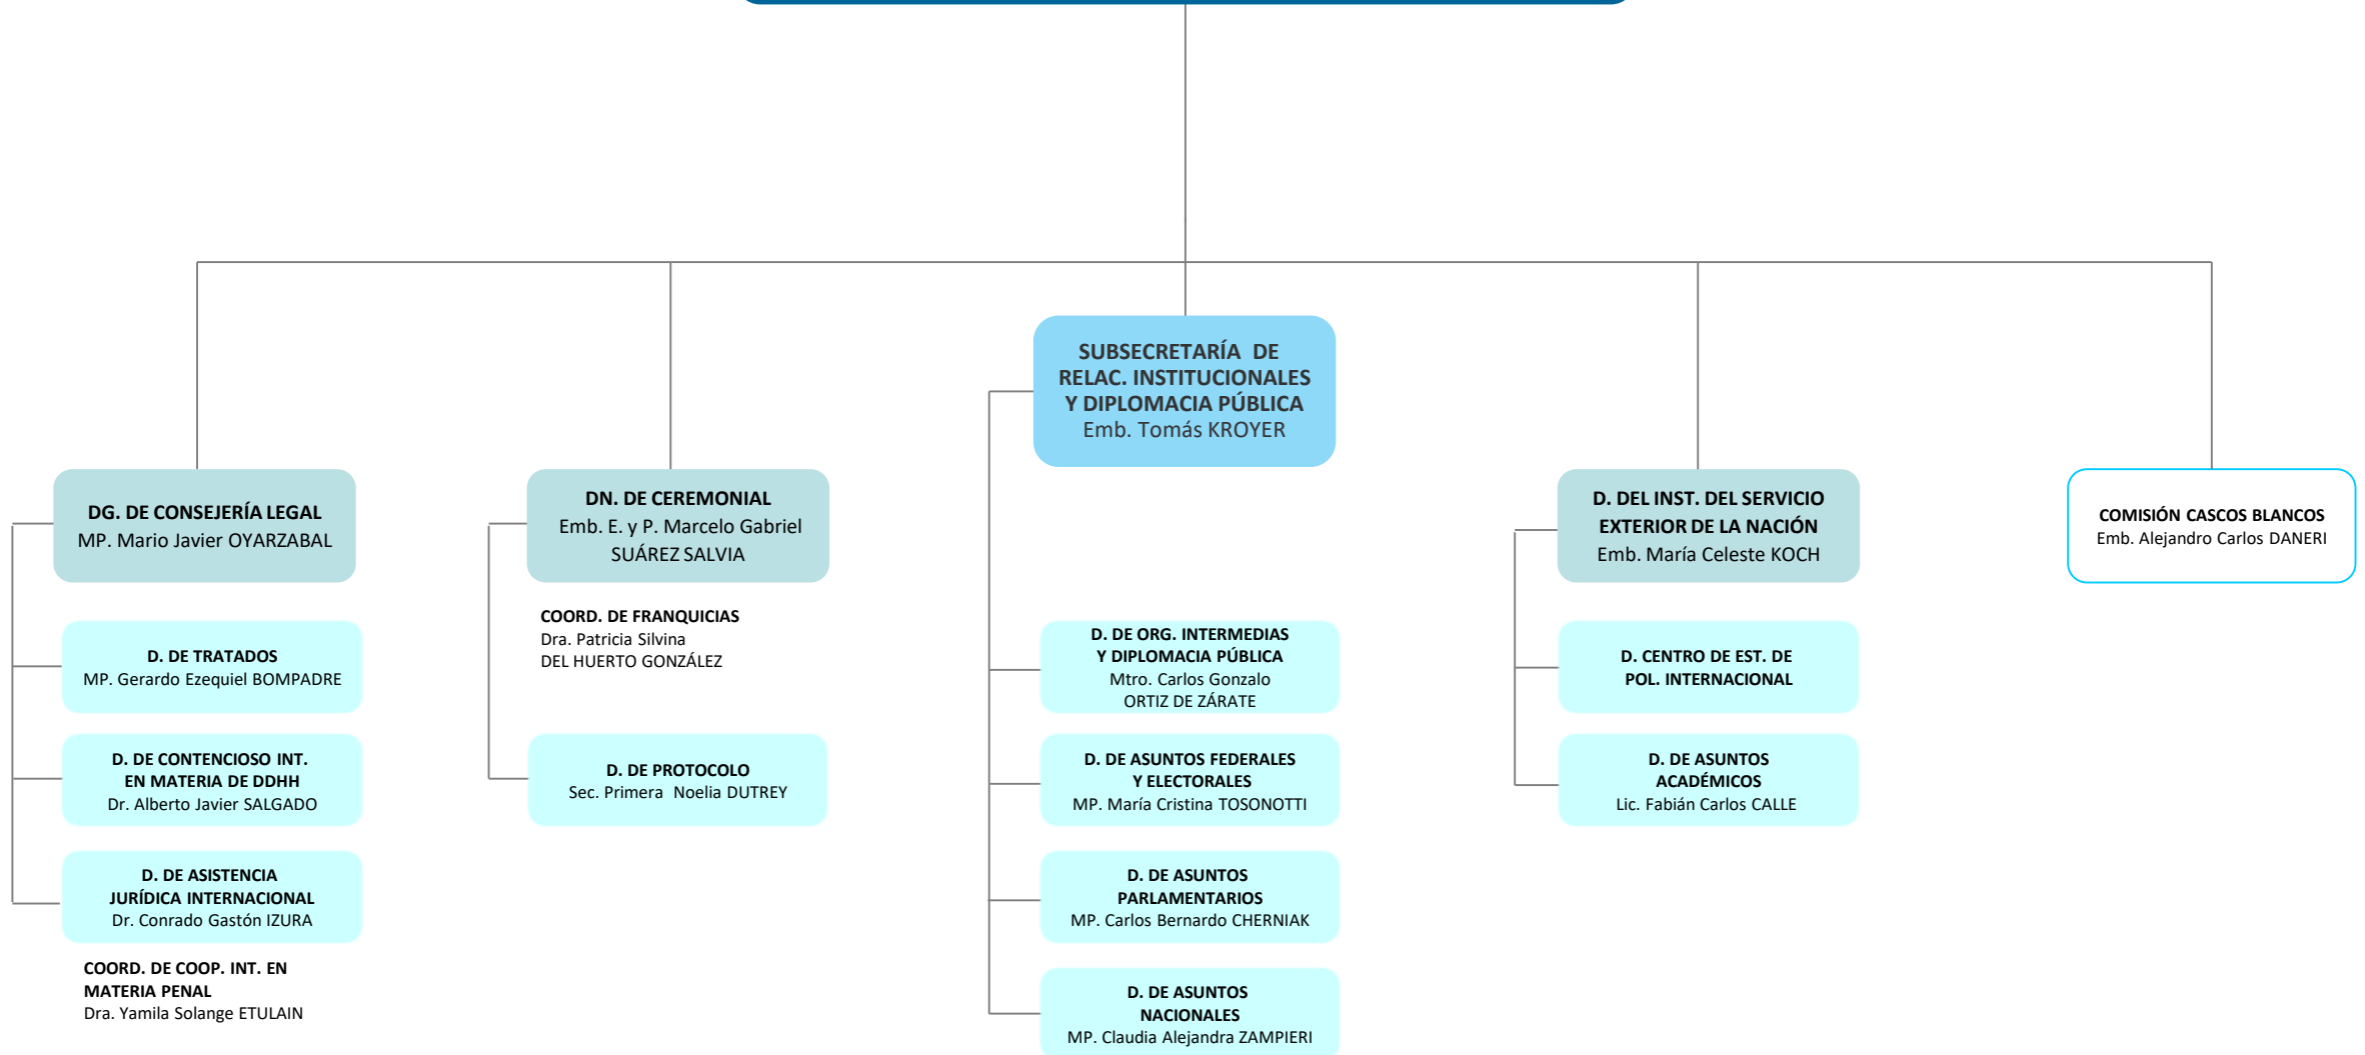 SUBSECRETARÍA DE
RELAC. INSTITUCIONALES
Y DIPLOMACIA PÚBLICA
Emb. Tomás KROYER
DG. DE CONSEJERÍA LEGAL
MP. Mario Javier OYARZABAL
DN. DE CEREMONIAL
Emb. E. y P. Marcelo Gabriel
SUÁREZ SALVIA
D. DEL INST. DEL SERVICIO
EXTERIOR DE LA NACIÓN
Emb. María Celeste KOCH
COMISIÓN CASCOS BLANCOS
Emb. Alejandro Carlos DANERI
D. DE TRATADOS
MP. Gerardo Ezequiel BOMPADRE
D. DE CONTENCIOSO INT.
EN MATERIA DE DDHH
Dr. Alberto Javier SALGADO
D. DE ASISTENCIA
JURÍDICA INTERNACIONAL
Dr. Conrado Gastón IZURA
COORD. DE COOP. INT. EN
MATERIA PENAL
Dra. Yamila Solange ETULAIN
COORD. DE FRANQUICIAS
Dra. Patricia Silvina
DEL HUERTO GONZÁLEZ
D. DE PROTOCOLO
Sec. Primera Noelia DUTREY
D. DE ORG. INTERMEDIAS
Y DIPLOMACIA PÚBLICA
Mtro. Carlos Gonzalo
ORTIZ DE ZÁRATE
D. DE ASUNTOS FEDERALES
Y ELECTORALES
MP. María Cristina TOSONOTTI
D. DE ASUNTOS
PARLAMENTARIOS
MP. Carlos Bernardo CHERNIAK
D. DE ASUNTOS
NACIONALES
MP. Claudia Alejandra ZAMPIERI
D. CENTRO DE EST. DE
POL. INTERNACIONAL
D. DE ASUNTOS
ACADÉMICOS
Lic. Fabián Carlos CALLE